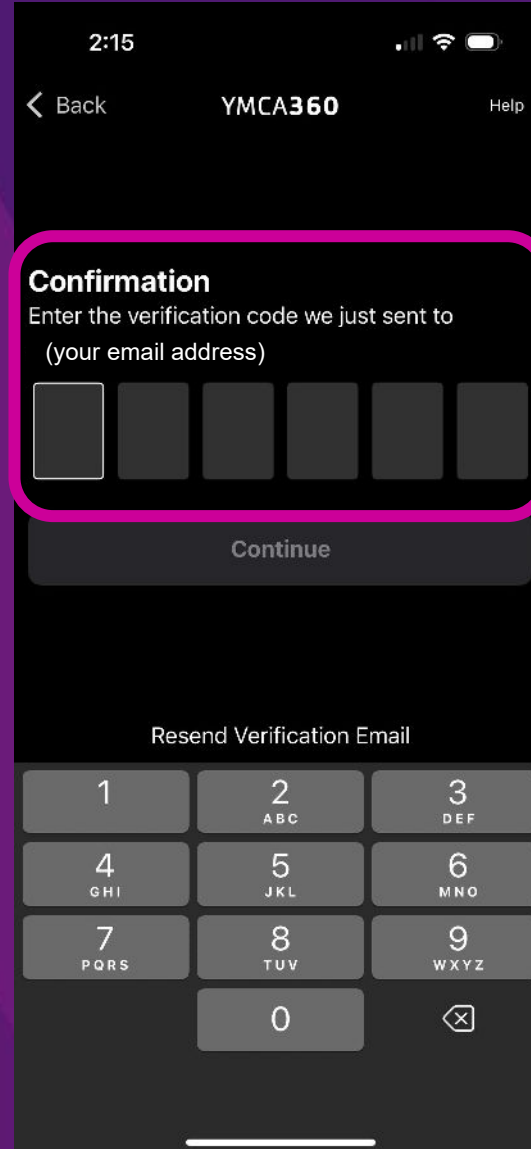 2:15
Back YMCA360 Help
Confirmation
Enter the verification code we just sent to
(your email address)
Continue
Resend Verification Email
1 2 3
ABC DEF
4 5 6
GHI JKL MNO
7 8 9
PQRS TUV WXYZ
0